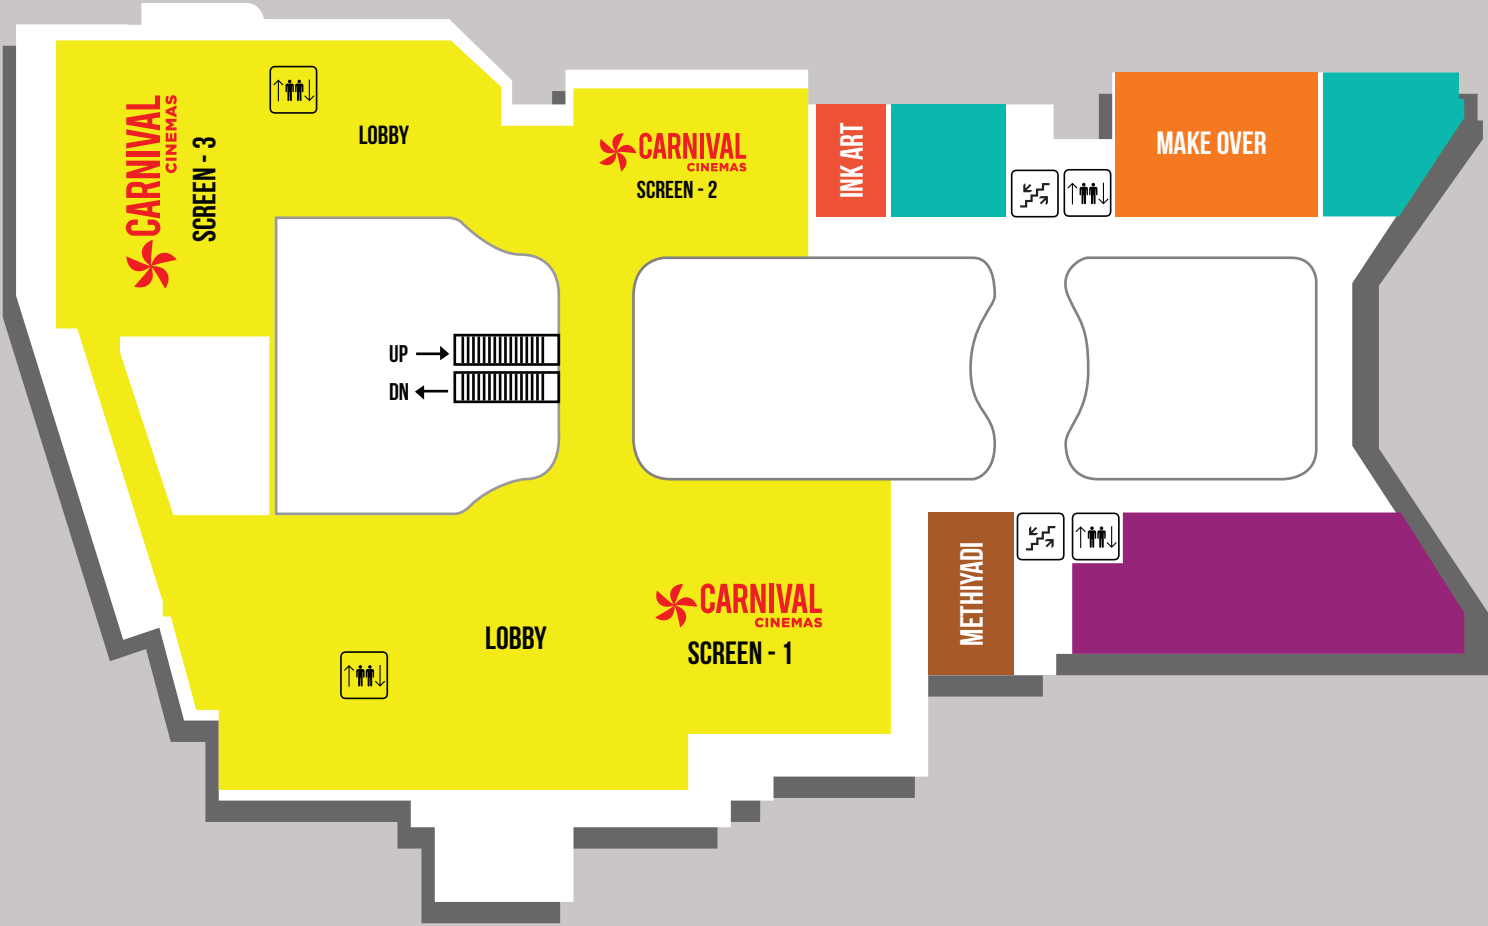 CARNIVAL
CINEMAS
SCREEN - 3
LOBBY
CARNIVAL
CINEMAS
SCREEN - 2
INK ART
MAKE OVER
UP
DN
LOBBY
CARNIVAL
CINEMAS
SCREEN - 1
METHIYADI